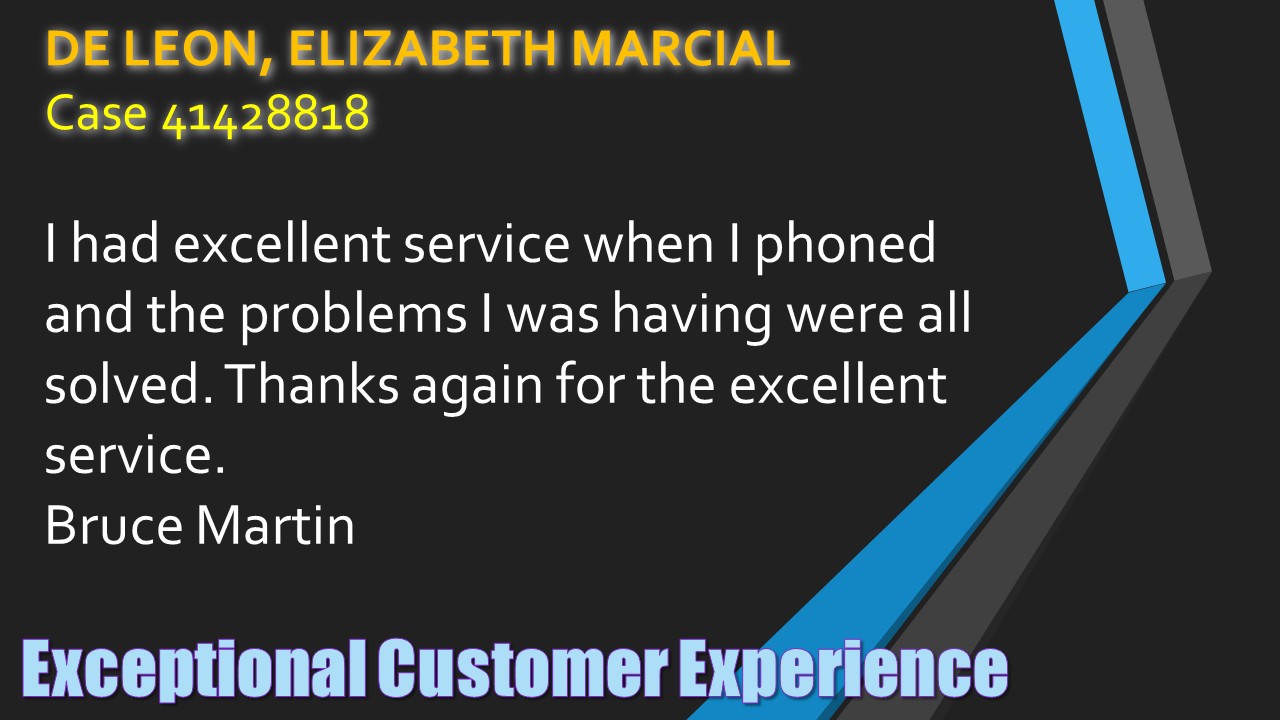 DE LEON, ELIZABETH MARCIAL
Case 41428818
I had excellent service when I phoned
and the problems I was having were all
solved. Thanks again for the excellent
service.
Bruce Martin
Exceptional Customer Experience